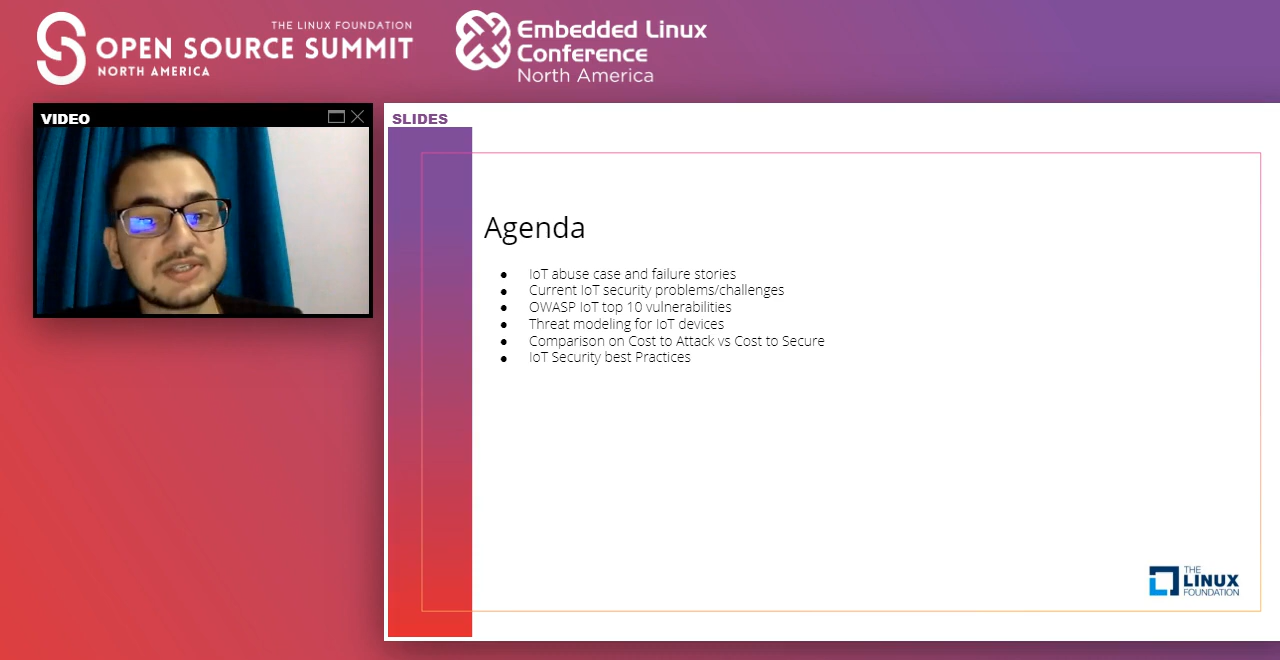 THE LINUX FOUNDATION
OPEN SOURCE SUMMIT
NORTH AMERICA
Embedded Linux
Conference
North America
VIDEO
SLIDES
Agenda
● IoT abuse case and failure stories
● Current IoT security problems/challenges
● OWASP IoT top 10 vulnerabilities
● Threat modeling for IoT devices
● Comparison on Cost to Attack vs Cost to Secure
● IoT Security best Practices
THE
LINUX
FOUNDATION